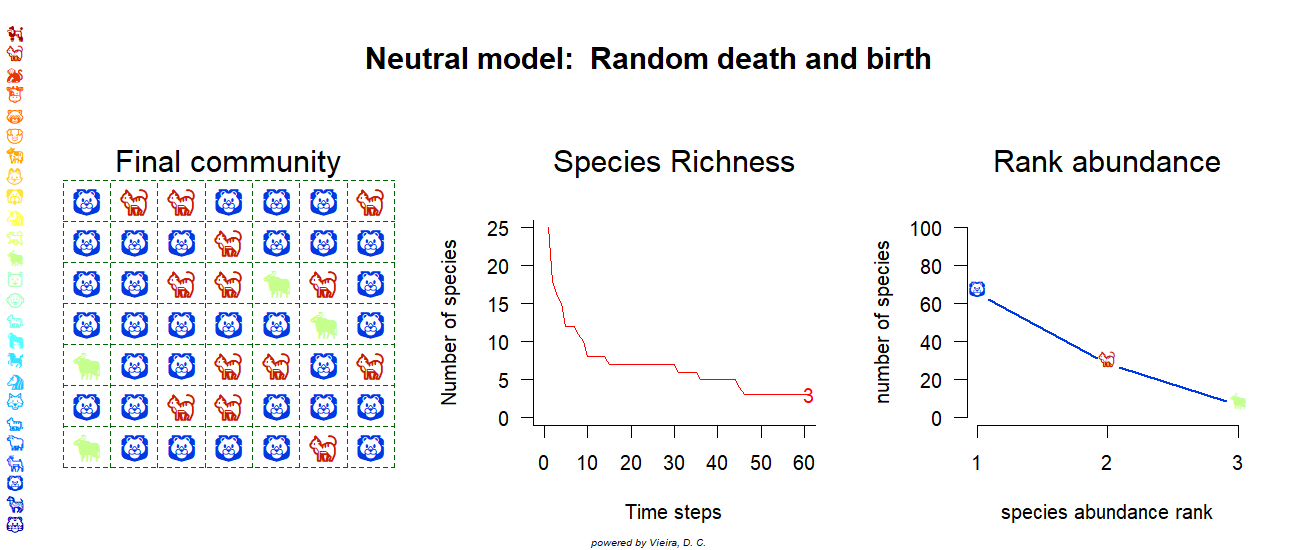 Neutral model:  Random death and birth
Final community
Species Richness
Number of species
25
20
15
10
5
0
3
0 10 20 30 40 50 60
Time steps
Rank abundance
number of species
100
80
60
40
20
0
1 2 3
species abundance rank
powered by Vieira, D. C.